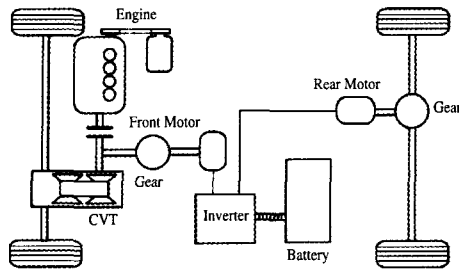 Engine
Rear Motor
Gear
Front Motor
Gear
CVT
Inverter
Battery